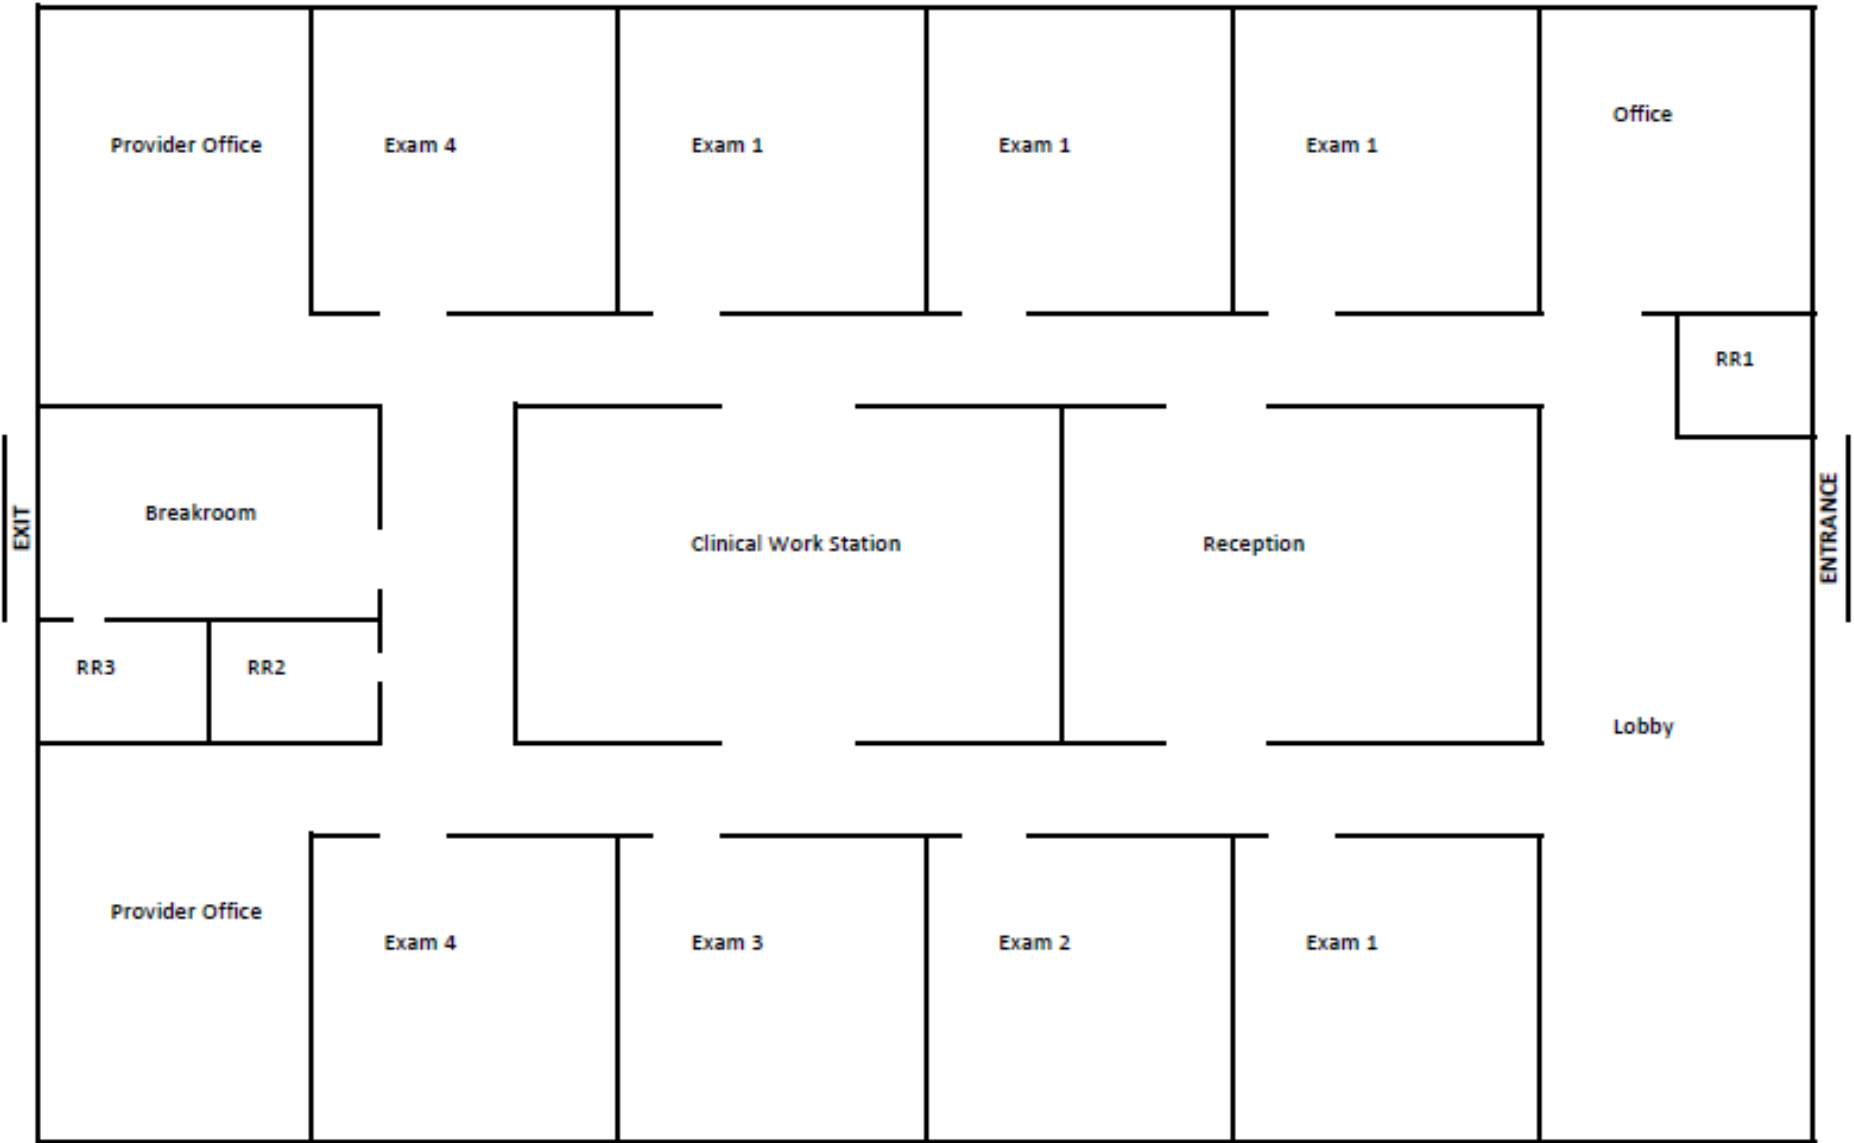 Office
Provider Office
Exam 4
Exam 1
Exam 1
Exam 1
RR1
EXIT
Breakroom
Clinical Work Station
Reception
ENTRANCE
RR3
RR2
Lobby
Provider Office
Exam 4
Exam 3
Exam 2
Exam 1